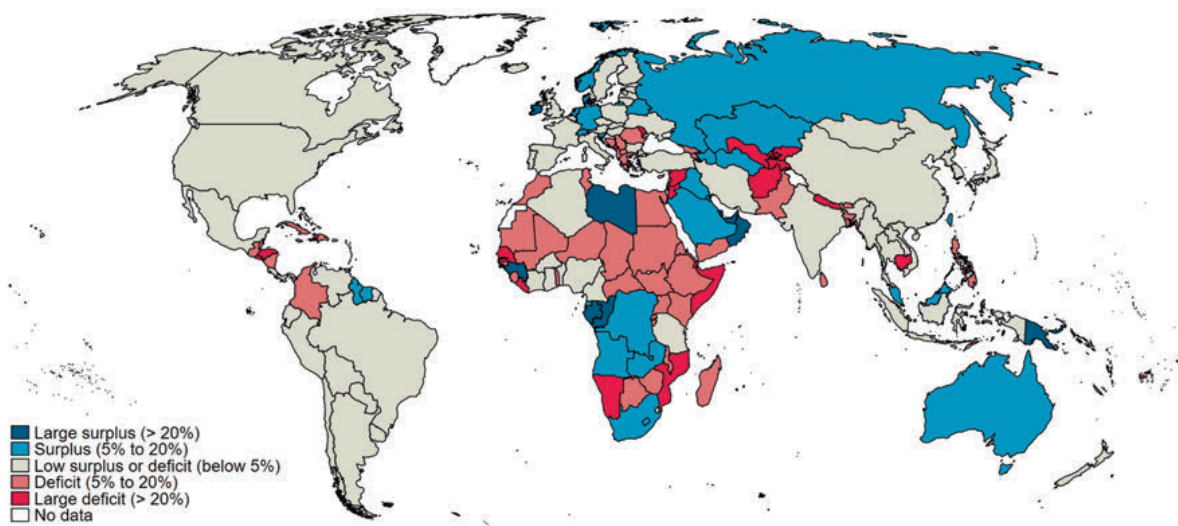 Large surplus (> 20%)
Surplus (5% to 20%)
Low surplus or deficit (below 5%)
Deficit (5% to 20%)
Large deficit (> 20%)
No data